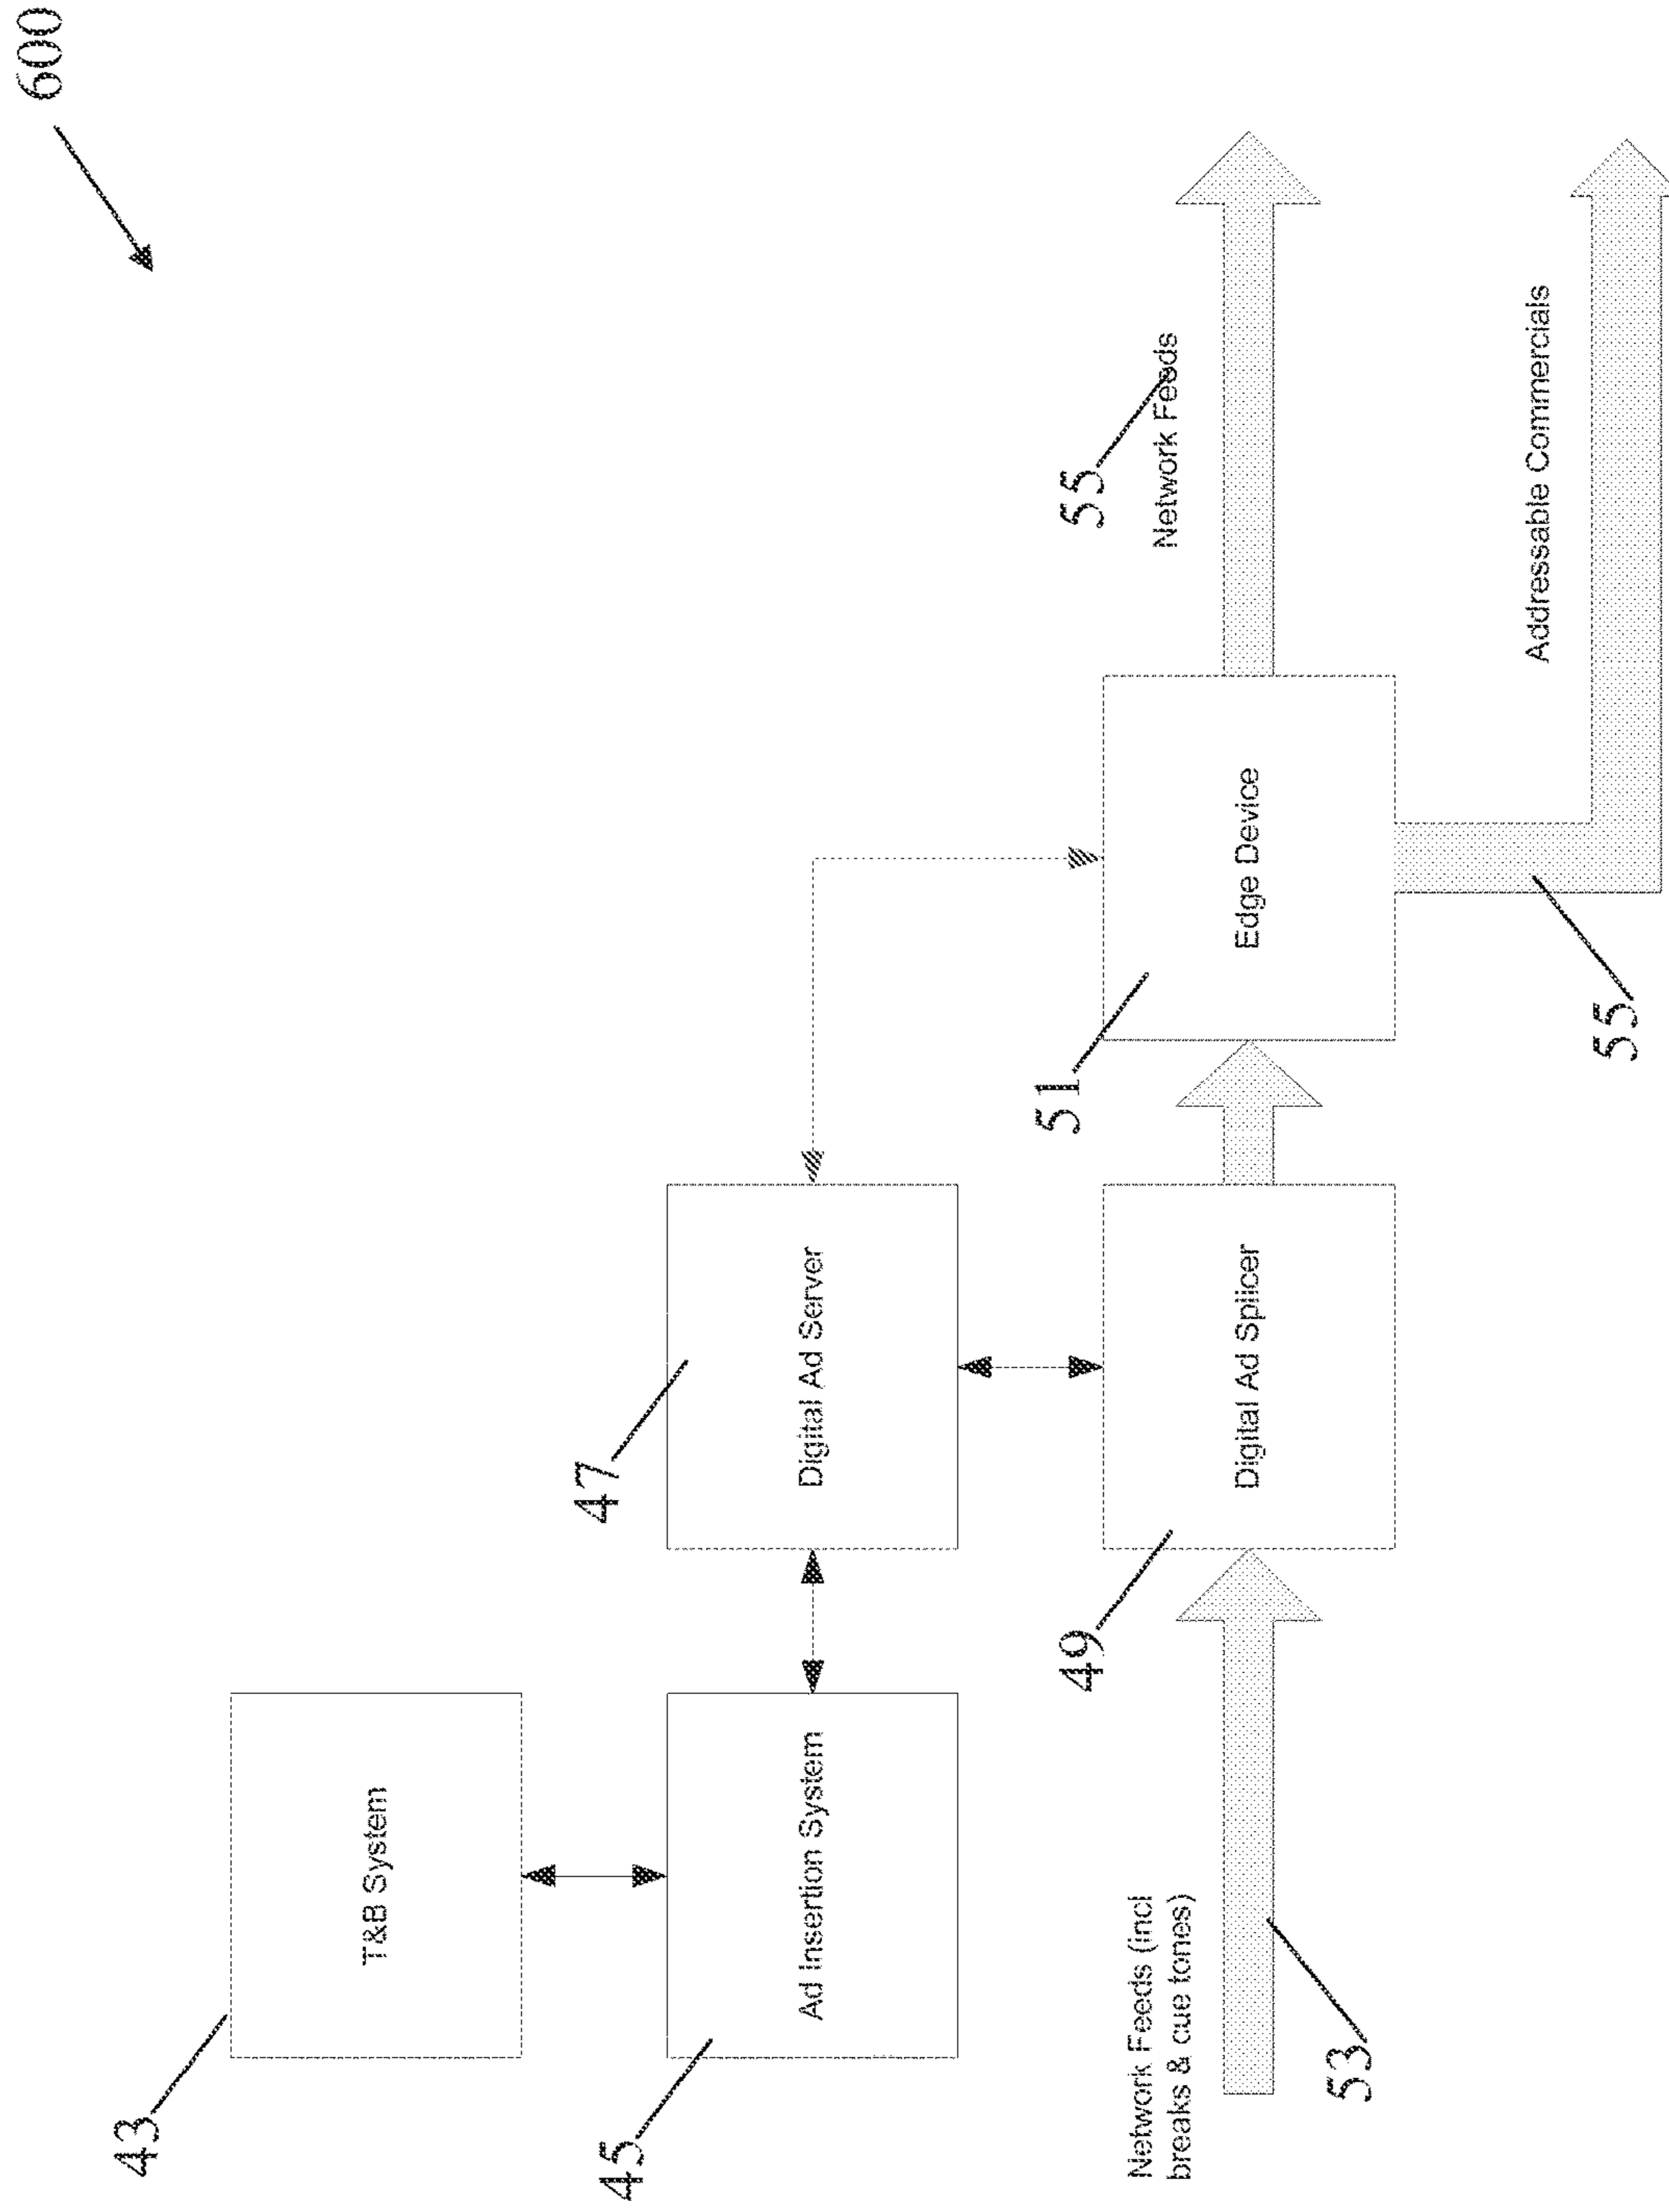 600
43
T&B System
45
Ad Insertion System
47
Digital Ad Server
Network Feeds (incl
breaks & cue tones)
53
49
Digital Ad Splicer
51
Edge Device
55
Network Feeds
55
Addressable Commercials